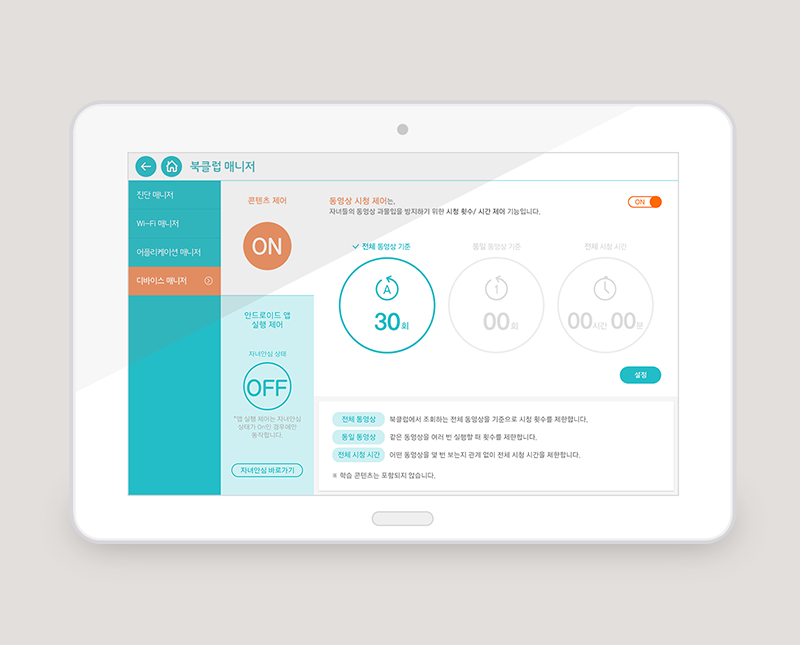 북클럽 매니저
진단 매니저
Wi-Fi 매니저
어플리케이션 매니저
디바이스 매니저
콘텐츠 제어
ON
안드로이드 앱
실행 제어
자녀안심 상태
OFF
*앱 실행 제어는 자녀안심
상태가 On인 경우에만
동작합니다.
자녀안심 바로가기
동영상 시청 제어는,
자녀들의 동영상 과몰입을 방지하기 위한 시청 횟수/ 시간 제어 기능입니다.
ON
전체 동영상 기준
A
30회
동일 동영상 기준
1
00회
전체 시청 시간
00시간 00분
설정
전체 동영상 북클럽에서 조회하는 전체 동영상을 기준으로 시청 횟수를 제한합니다.
동일 동영상 같은 동영상을 여러 번 실행할 때 횟수를 제한합니다.
전체 시청 시간 어떤 동영상을 몇 번 보는지 관계 없이 전체 시청 시간을 제한합니다.
※ 학습 콘텐츠는 포함되지 않습니다.